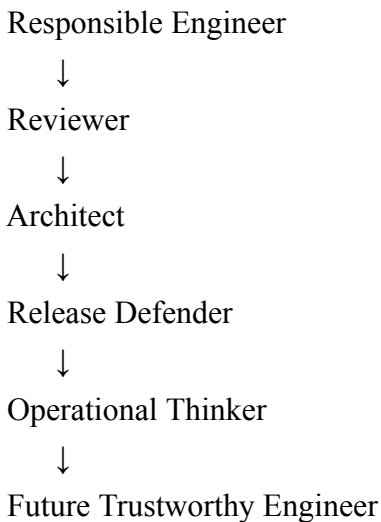 Responsible Engineer
↓
Reviewer
↓
Architect
↓
Release Defender
↓
Operational Thinker
↓
Future Trustworthy Engineer